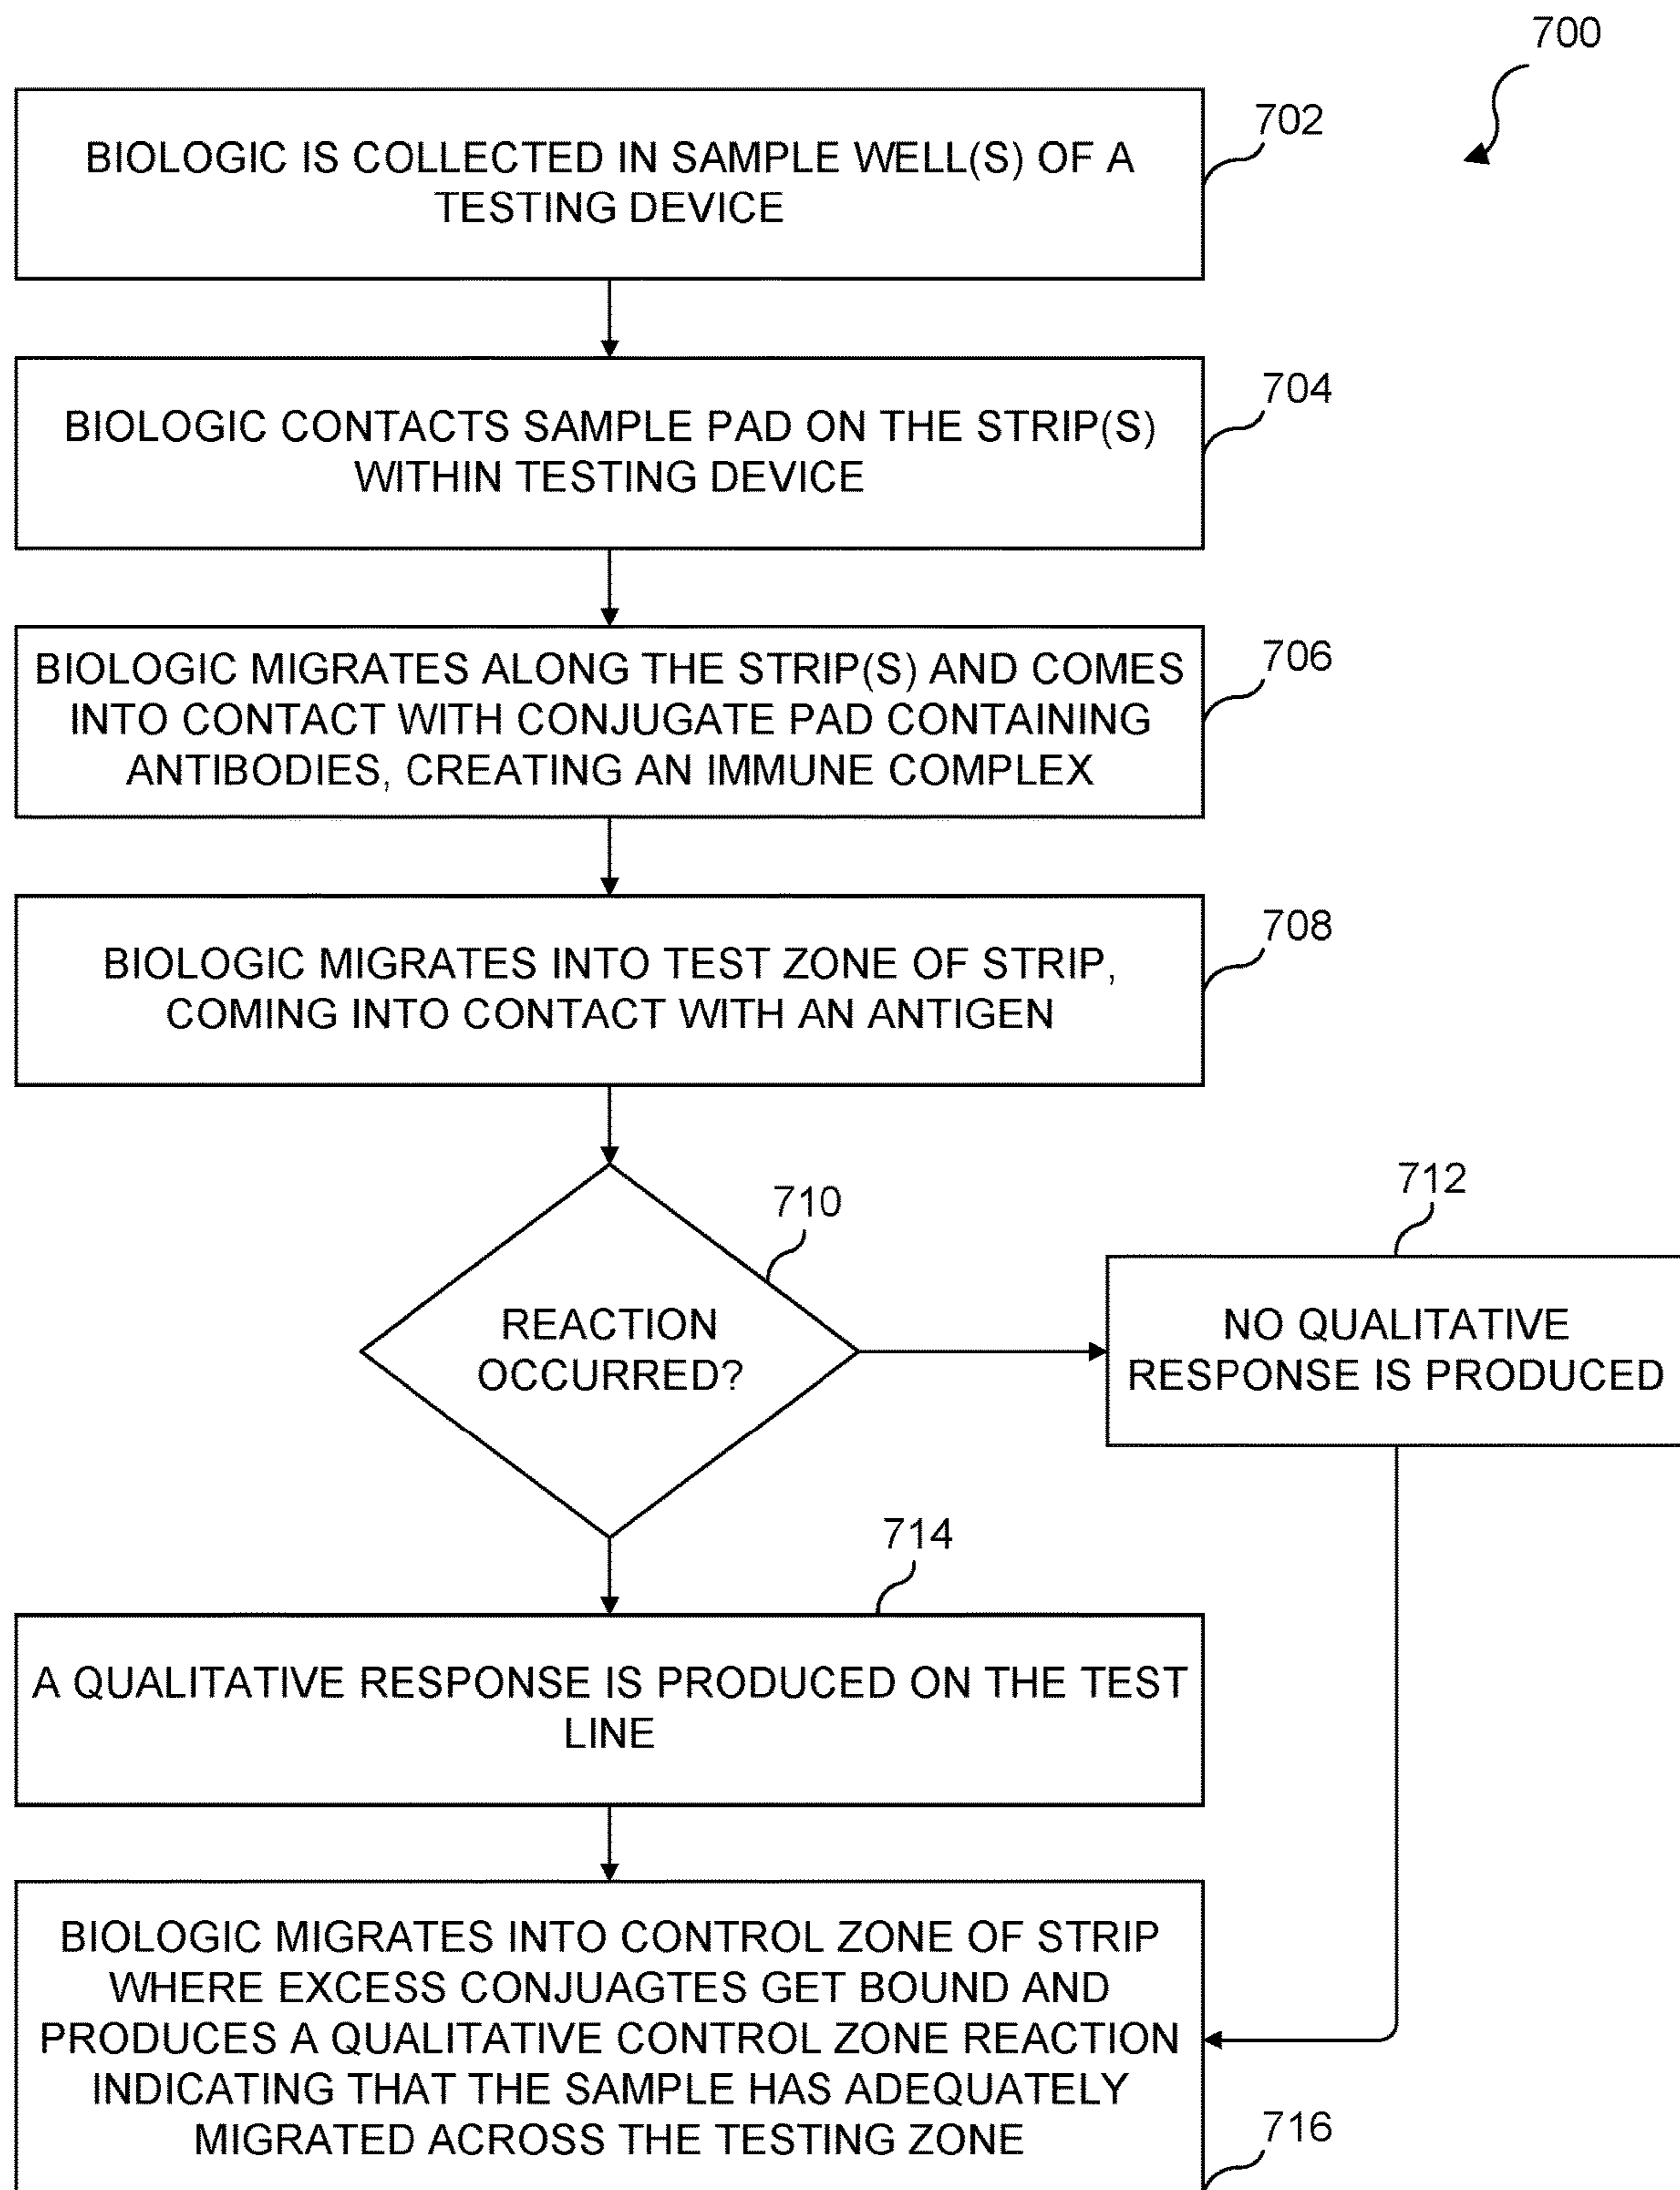 700
702
BIOLOGIC IS COLLECTED IN SAMPLE WELL(S) OF A
TESTING DEVICE
704
BIOLOGIC CONTACTS SAMPLE PAD ON THE STRIP(S)
WITHIN TESTING DEVICE
706
BIOLOGIC MIGRATES ALONG THE STRIP(S) AND COMES
INTO CONTACT WITH CONJUGATE PAD CONTAINING
ANTIBODIES, CREATING AN IMMUNE COMPLEX
708
BIOLOGIC MIGRATES INTO TEST ZONE OF STRIP,
COMING INTO CONTACT WITH AN ANTIGEN
710
REACTION
OCCURRED?
712
NO QUALITATIVE
RESPONSE IS PRODUCED
714
A QUALITATIVE RESPONSE IS PRODUCED ON THE TEST
LINE
BIOLOGIC MIGRATES INTO CONTROL ZONE OF STRIP
WHERE EXCESS CONJUAGTES GET BOUND AND
PRODUCES A QUALITATIVE CONTROL ZONE REACTION
INDICATING THAT THE SAMPLE HAS ADEQUATELY
MIGRATED ACROSS THE TESTING ZONE
716